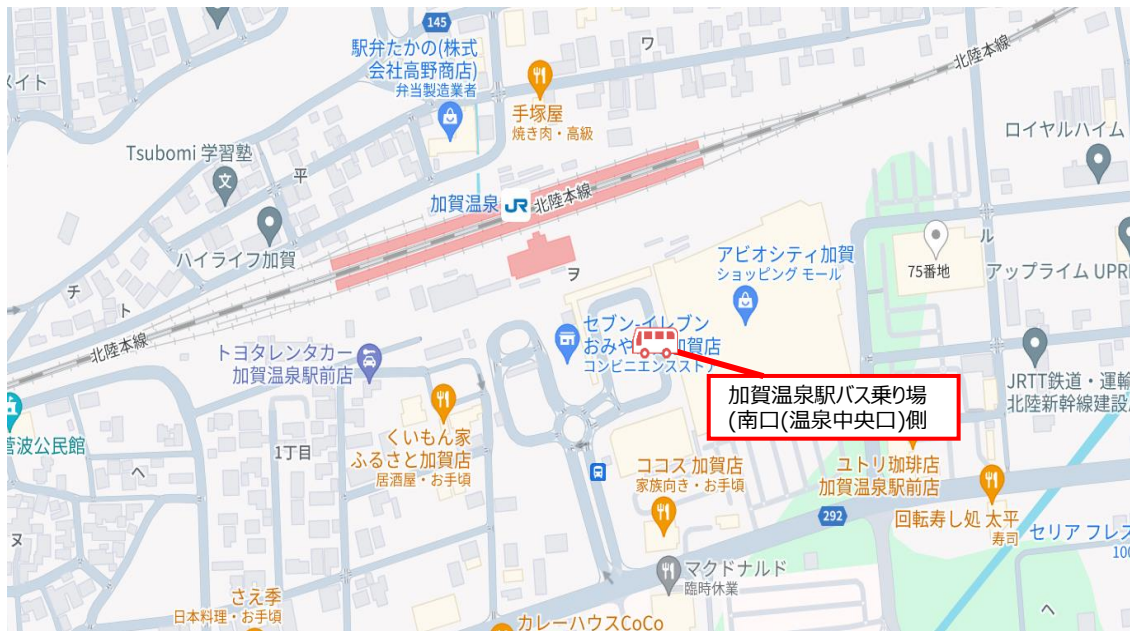 145
駅弁たかの(株式
会社高野商店)
弁当製造業者
ワ
手塚屋
焼き肉・高級
北陸本線
メイト
ロイヤルハイム
Tsubomi 学習塾
平
加賀温泉
JR
北陸本線
ハイライフ加賀
ヲ
アビオシティ加賀
ショッピング モール
75番地
ル
アップライム UPR
チ
ト
北陸本線
トヨタレンタカー
加賀温泉駅前店
セブン-イレブン
おみや
加賀店
コンビニエンスストア
加賀温泉駅バス乗り場
(南口(温泉中央口)側
JRTT鉄道・運輸
北陸新幹線建設
菅波公民館
くいもん家
ふるさと加賀店
居酒屋・お手頃
1丁目
ヘ
ココス 加賀店
家族向き・お手頃
ユトリ珈琲店
加賀温泉駅前店
292
回転寿し処 太平
寿司
セリア フレス
100
ヌ
マクドナルド
臨時休業
さえ季
日本料理・お手頃
カレーハウスCoCo
ヘ